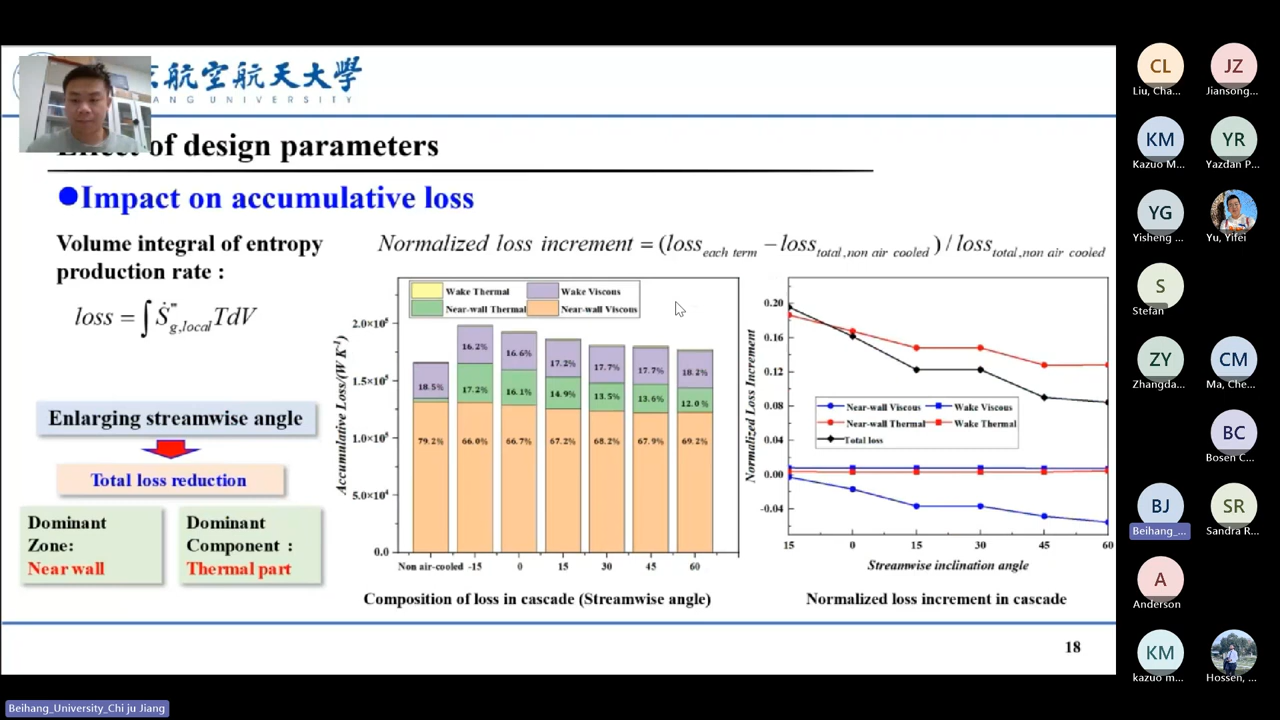 航空航天大學
ANG UNIVERSITY
of design parameters
●Impact on accumulative loss
Volume integral of entropy
production rate :
loss = ∫ Ṡ'''g,local TdV
Normalized loss increment = (loss each term − loss total,non air cooled ) / loss total,non air cooled
Enlarging streamwise angle
Total loss reduction
Dominant
Zone:
Near wall
Dominant
Component :
Thermal part
Wake Thermal Wake Viscous
Near-wall Thermal Near-wall Viscous
Accumulative Loss/(W K⁻¹)
2.0×10⁵
1.5×10⁵
1.0×10⁵
5.0×10⁴
0.0
18.5% 16.2% 16.6% 17.2% 17.7% 17.7% 18.2%
17.2% 16.1% 14.9% 13.5% 13.6% 12.0 %
79.2% 66.0% 66.7% 67.2% 68.2% 67.9% 69.2%
Non air-cooled -15 0 15 30 45 60
Composition of loss in cascade (Streamwise angle)
Normalized Loss Increment
0.20
0.16
0.12
0.08
0.04
0.00
-0.04
Near-wall Viscous Wake Viscous
Near-wall Thermal Wake Thermal
Total loss
15 0 15 30 45 60
Streamwise inclination angle
Normalized loss increment in cascade
18
Beihang_University_Chi ju Jiang
CL JZ
Liu, Cha... Jiansong...
KM YR
Kazuo M... Yazdan P...
YG
Yisheng ... Yu, Yifei
S
Stefan
ZY CM
Zhangda... Ma, Che...
BC
Bosen C...
BJ SR
Beihang_... Sandra R...
A
Anderson
KM
kazuo m... Hossen, ...